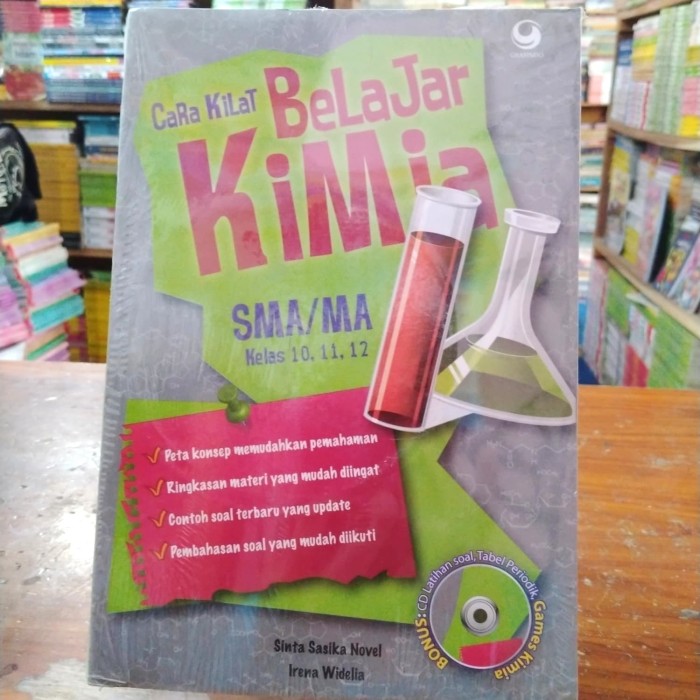 CaRa KiLaT BeLaJaR
KiMia
SMA/MA
Kelas 10, 11, 12
Peta konsep memudahkan pemahaman
Ringkasan materi yang mudah diingat
Contoh soal terbaru yang update
Pembahasan soal yang mudah diikuti
BONUS: CD Latihan soal, Tabel Periodik, Games Kimia
Sinta Sasika Novel
Irena Widelia